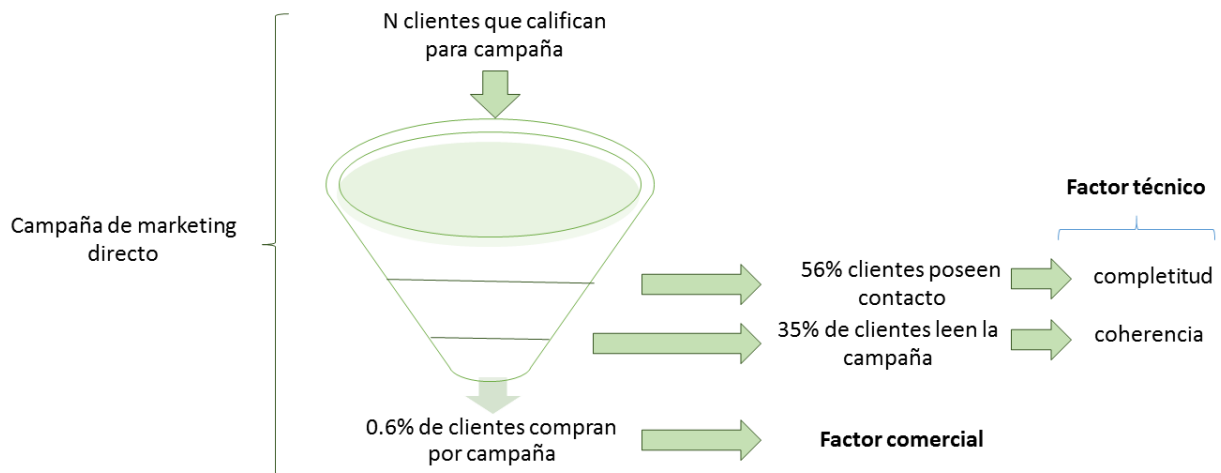 N clientes que califican
para campaña
Campaña de marketing
directo
Factor técnico
56% clientes poseen
contacto
completitud
35% de clientes leen la
campaña
coherencia
0.6% de clientes compran
por campaña
Factor comercial